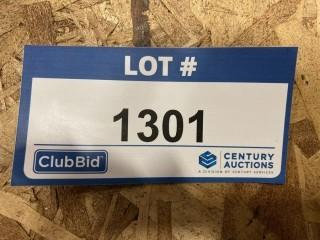 LOT #
1301
ClubBid
CENTURY
AUCTIONS
A DIVISION OF CENTURY SERVICES